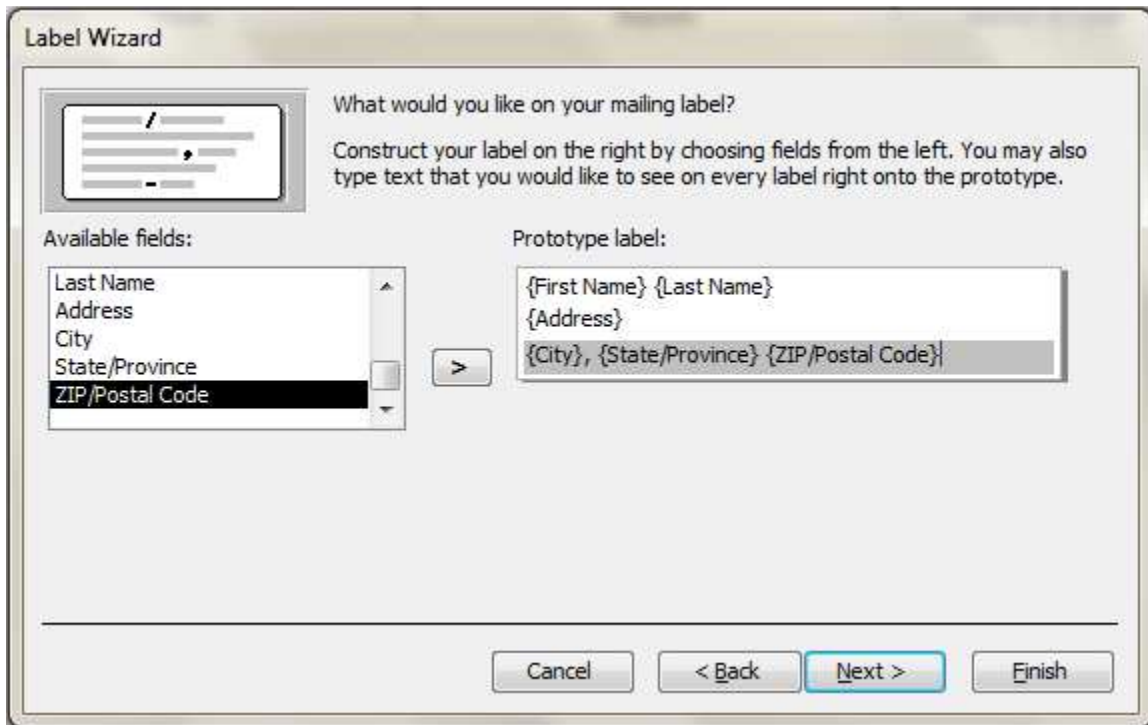 Label Wizard
What would you like on your mailing label?
Construct your label on the right by choosing fields from the left. You may also
type text that you would like to see on every label right onto the prototype.
Available fields:
Last Name
Address
City
State/Province
ZIP/Postal Code
>
Prototype label:
{First Name} {Last Name}
{Address}
{City}, {State/Province} {ZIP/Postal Code}
Cancel
< Back
Next >
Finish